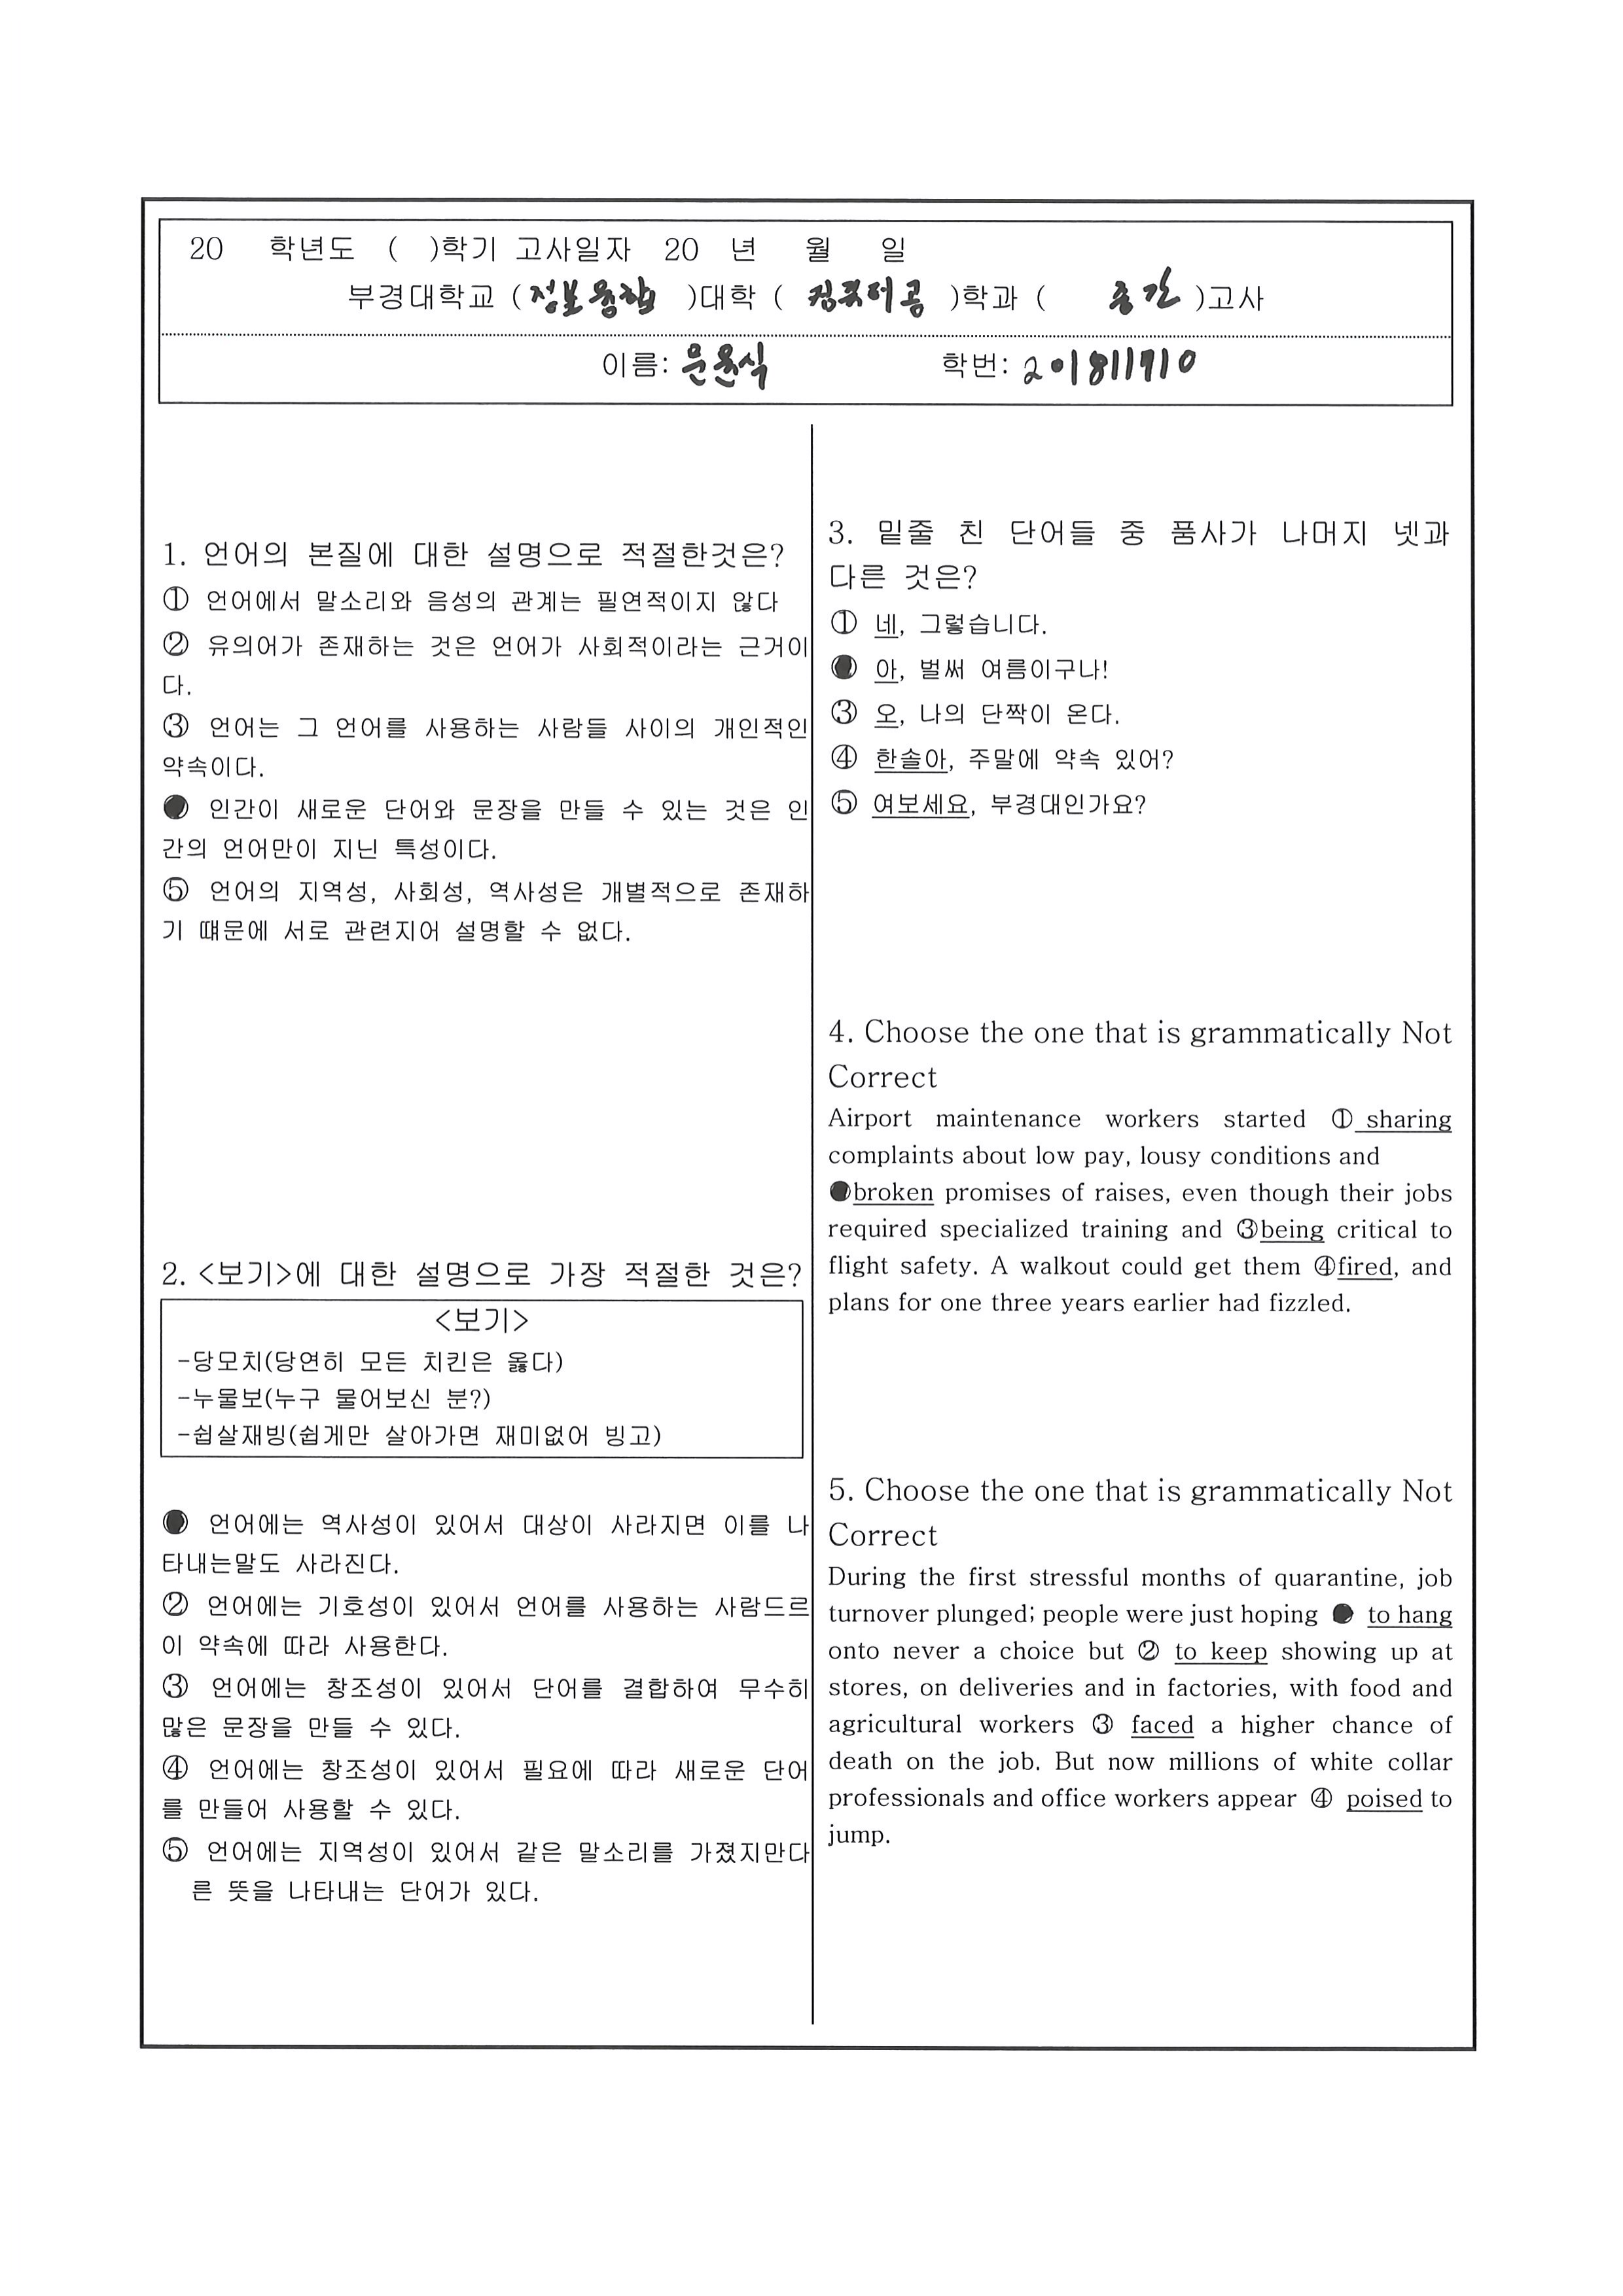 20 학년도 ( )학기 고사일자 20 년 월 일
부경대학교 (정보융합 )대학 ( 컴퓨터공 )학과 ( 중간 )고사
이름: 문윤식 학번: 201811710
1. 언어의 본질에 대한 설명으로 적절한것은?
① 언어에서 말소리와 음성의 관계는 필연적이지 않다
② 유의어가 존재하는 것은 언어가 사회적이라는 근거이
다.
③ 언어는 그 언어를 사용하는 사람들 사이의 개인적인
약속이다.
● 인간이 새로운 단어와 문장을 만들 수 있는 것은 인
간의 언어만이 지닌 특성이다.
⑤ 언어의 지역성, 사회성, 역사성은 개별적으로 존재하
기 떄문에 서로 관련지어 설명할 수 없다.
2. <보기>에 대한 설명으로 가장 적절한 것은?
<보기>
-당모치(당연히 모든 치킨은 옳다)
-누물보(누구 물어보신 분?)
-쉽살재빙(쉽게만 살아가면 재미없어 빙고)
● 언어에는 역사성이 있어서 대상이 사라지면 이를 나
타내는말도 사라진다.
② 언어에는 기호성이 있어서 언어를 사용하는 사람드르
이 약속에 따라 사용한다.
③ 언어에는 창조성이 있어서 단어를 결합하여 무수히
많은 문장을 만들 수 있다.
④ 언어에는 창조성이 있어서 필요에 따라 새로운 단어
를 만들어 사용할 수 있다.
⑤ 언어에는 지역성이 있어서 같은 말소리를 가졌지만다
른 뜻을 나타내는 단어가 있다.
3. 밑줄 친 단어들 중 품사가 나머지 넷과
다른 것은?
① 네, 그렇습니다.
● 아, 벌써 여름이구나!
③ 오, 나의 단짝이 온다.
④ 한솔아, 주말에 약속 있어?
⑤ 여보세요, 부경대인가요?
4. Choose the one that is grammatically Not
Correct
Airport maintenance workers started ① sharing
complaints about low pay, lousy conditions and
●broken promises of raises, even though their jobs
required specialized training and ③being critical to
flight safety. A walkout could get them ④fired, and
plans for one three years earlier had fizzled.
5. Choose the one that is grammatically Not
Correct
During the first stressful months of quarantine, job
turnover plunged; people were just hoping ● to hang
onto never a choice but ② to keep showing up at
stores, on deliveries and in factories, with food and
agricultural workers ③ faced a higher chance of
death on the job. But now millions of white collar
professionals and office workers appear ④ poised to
jump.